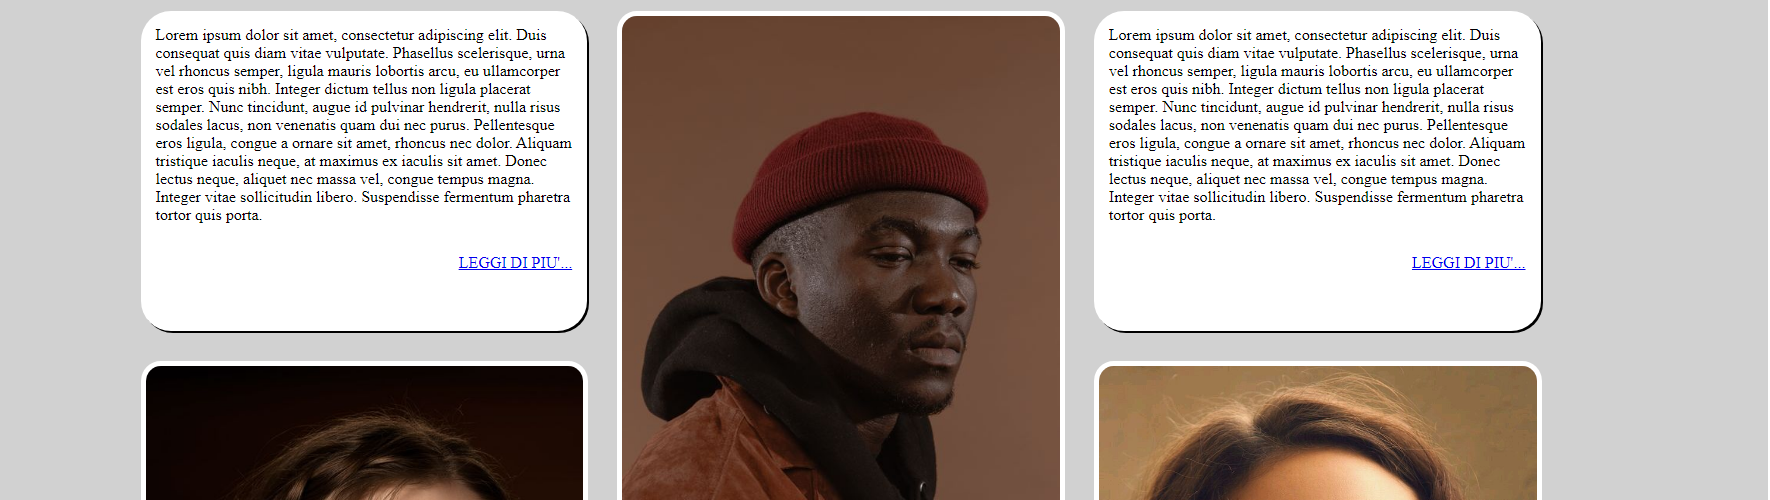 Lorem ipsum dolor sit amet, consectetur adipiscing elit. Duis
consequat quis diam vitae vulputate. Phasellus scelerisque, urna
vel rhoncus semper, ligula mauris lobortis arcu, eu ullamcorper
est eros quis nibh. Integer dictum tellus non ligula placerat
semper. Nunc tincidunt, augue id pulvinar hendrerit, nulla risus
sodales lacus, non venenatis quam dui nec purus. Pellentesque
eros ligula, congue a ornare sit amet, rhoncus nec dolor. Aliquam
tristique iaculis neque, at maximus ex iaculis sit amet. Donec
lectus neque, aliquet nec massa vel, congue tempus magna.
Integer vitae sollicitudin libero. Suspendisse fermentum pharetra
tortor quis porta.
LEGGI DI PIU'...
Lorem ipsum dolor sit amet, consectetur adipiscing elit. Duis
consequat quis diam vitae vulputate. Phasellus scelerisque, urna
vel rhoncus semper, ligula mauris lobortis arcu, eu ullamcorper
est eros quis nibh. Integer dictum tellus non ligula placerat
semper. Nunc tincidunt, augue id pulvinar hendrerit, nulla risus
sodales lacus, non venenatis quam dui nec purus. Pellentesque
eros ligula, congue a ornare sit amet, rhoncus nec dolor. Aliquam
tristique iaculis neque, at maximus ex iaculis sit amet. Donec
lectus neque, aliquet nec massa vel, congue tempus magna.
Integer vitae sollicitudin libero. Suspendisse fermentum pharetra
tortor quis porta.
LEGGI DI PIU'...